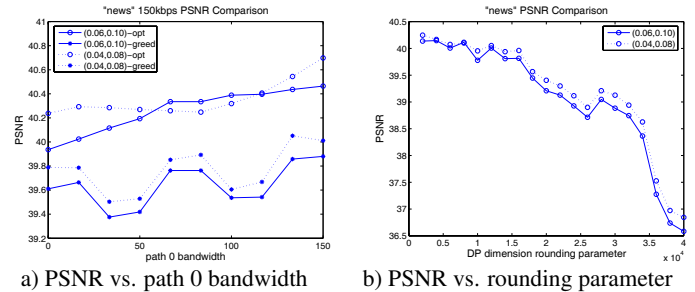 "news" 150kbps PSNR Comparison
41
40.8
40.6
40.4
40.2
40
39.8
39.6
39.4
39.2
PSNR
(0.06,0.10)-opt
(0.06,0.10)-greed
(0.04,0.08)-opt
(0.04,0.08)-greed
0
50
100
150
path 0 bandwidth
a) PSNR vs. path 0 bandwidth
"news" PSNR Comparison
40.5
40
39.5
39
38.5
38
37.5
37
36.5
PSNR
(0.06,0.10)
(0.04,0.08)
0
0.5
1
1.5
2
2.5
3
3.5
4
x 10⁴
DP dimension rounding parameter
b) PSNR vs. rounding parameter